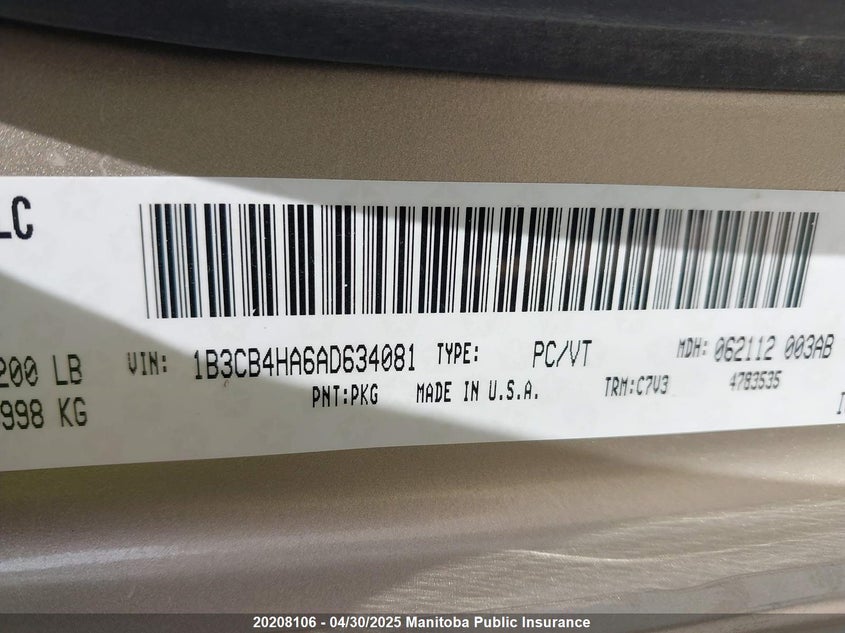 LC
200 LB
998 KG
VIN: 1B3CB4HA6AD634081 TYPE: PC/VT MDH: 062112 003AB
PNT:PKG MADE IN U.S.A. TRM:C7V3 4783535
20208106 - 04/30/2025 Manitoba Public Insurance